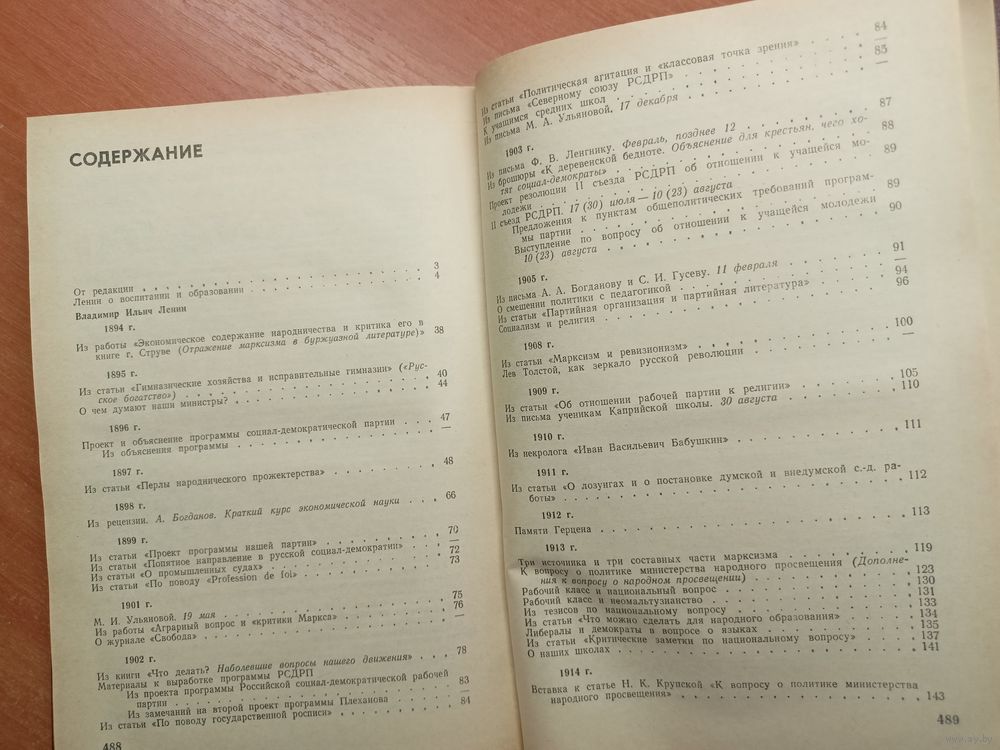 СОДЕРЖАНИЕ
От редакции . . . 3
Ленин о воспитании и образовании . . . 4
Владимир Ильич Ленин
1894 г.
Из работы «Экономическое содержание народничества и критика его в
книге г. Струве (Отражение марксизма в буржуазной литературе)» 38
1895 г.
Из статьи «Гимназические хозяйства и исправительные гимназии» («Рус-
ское богатство») . . . 40
О чем думают наши министры? . . . 44
1896 г.
Проект и объяснение программы социал-демократической партии . . . 47
Из объяснения программы . . . —
1897 г.
Из статьи «Перлы народнического прожектерства» . . . 48
1898 г.
Из рецензии. А. Богданов. Краткий курс экономической науки . . . 66
1899 г.
Из статьи «Проект программы нашей партии» . . . 70
Из статьи «Попятное направление в русской социал-демократии» . . . —
Из статьи «О промышленных судах» . . . 72
Из статьи «По поводу «Profession de foi» . . . 73
1901 г.
М. И. Ульяновой. 19 мая . . . 75
Из работы «Аграрный вопрос и «критики Маркса» . . . 76
О журнале «Свобода» . . . —
1902 г.
Из книги «Что делать? Наболевшие вопросы нашего движения» . . . 78
Материалы к выработке программы РСДРП
Из проекта программы Российской социал-демократической рабочей
партии . . . 83
Из замечаний на второй проект программы Плеханова . . . —
Из статьи «По поводу государственной росписи» . . . 84
488
Из статьи «Политическая агитация и «классовая точка зрения» . . . 84
Из письма «Северному союзу РСДРП» . . . —
К учащимся средних школ . . . 85
Из письма М. А. Ульяновой. 17 декабря . . . —
1903 г.
Из письма Ф. В. Ленгнику. Февраль, позднее 12 . . . 87
Из брошюры «К деревенской бедноте. Объяснение для крестьян, чего хо-
тят социал-демократы» . . . 88
Проект резолюции II съезда РСДРП об отношении к учащейся мо-
лодежи . . . 89
II съезд РСДРП. 17 (30) июля — 10 (23) августа
Предложения к пунктам общеполитических требований програм-
мы партии . . . 89
Выступление по вопросу об отношении к учащейся молодежи
10 (23) августа . . . 90
1905 г.
Из письма А. А. Богданову и С. И. Гусеву. 11 февраля . . . 91
О смешении политики с педагогикой . . . —
Из статьи «Партийная организация и партийная литература» . . . 94
Социализм и религия . . . 96
1908 г.
Из статьи «Марксизм и ревизионизм» . . . 100
Лев Толстой, как зеркало русской революции . . . —
1909 г.
Из статьи «Об отношении рабочей партии к религии» . . . 105
Из письма ученикам Каприйской школы. 30 августа . . . 110
1910 г.
Из некролога «Иван Васильевич Бабушкин» . . . 111
1911 г.
Из статьи «О лозунгах и о постановке думской и внедумской с.-д. ра-
боты» . . . 112
1912 г.
Памяти Герцена . . . 113
1913 г.
Три источника и три составных части марксизма . . . 119
К вопросу о политике министерства народного просвещения (Дополне-
ния к вопросу о народном просвещении) . . . 123
Рабочий класс и национальный вопрос . . . 130
Рабочий класс и неомальтузианство . . . 131
Из тезисов по национальному вопросу . . . 133
Из статьи «Что можно сделать для народного образования» . . . 134
Либералы и демократы в вопросе о языках . . . 135
Из статьи «Критические заметки по национальному вопросу» . . . 137
О наших школах . . . 141
1914 г.
Вставка к статье Н. К. Крупской «К вопросу о политике министерства
народного просвещения» . . . 143
489
www.ay.by